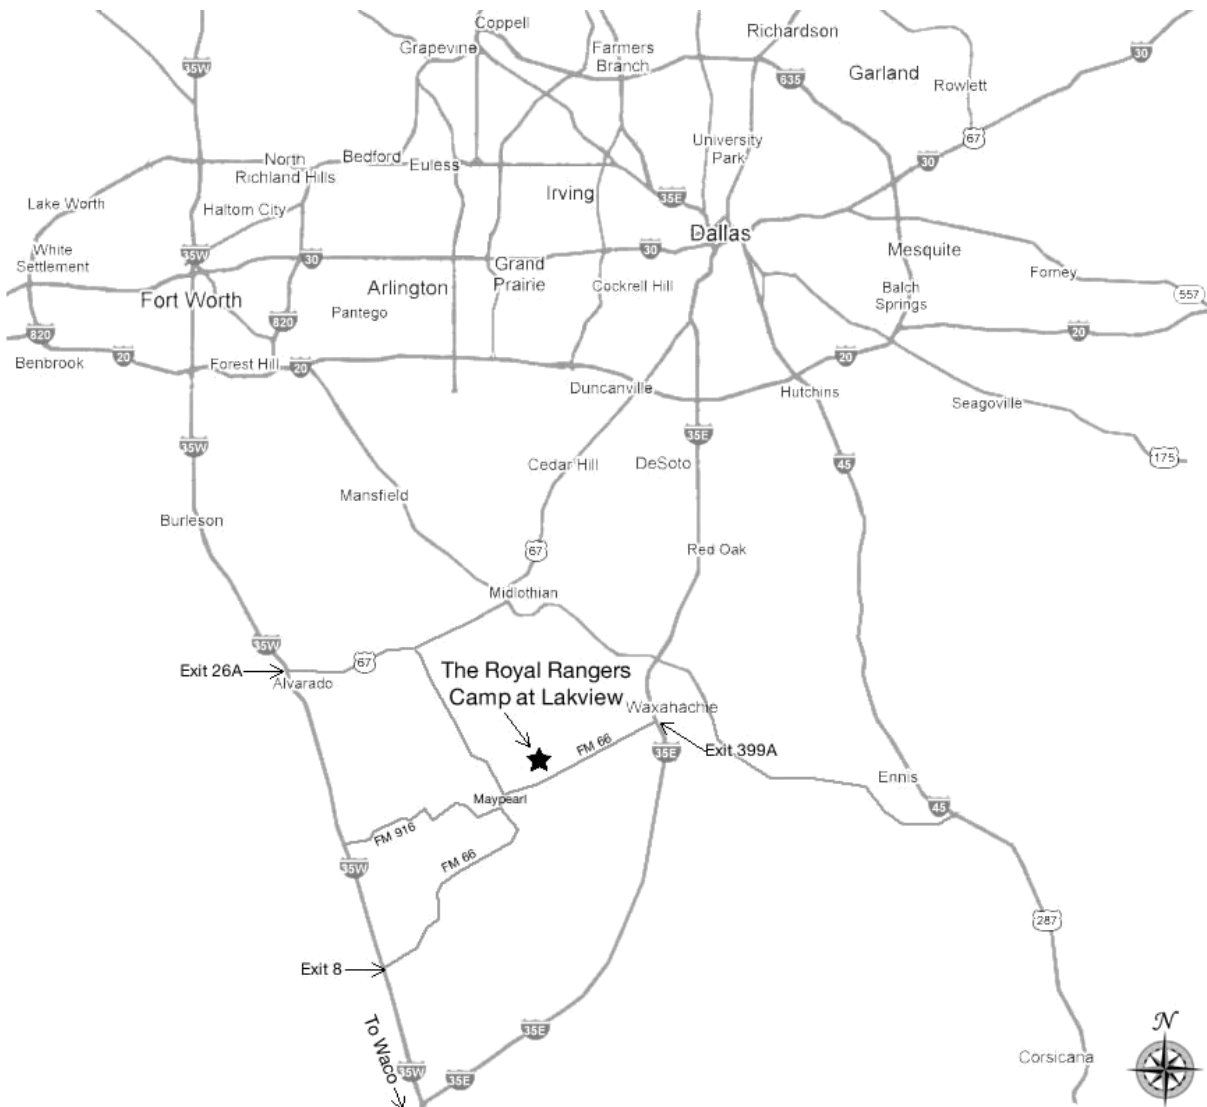 Coppell
Richardson
Grapevine
Farmers
Branch
30
35W
635
Garland
Rowlett
67
University
Park
North
Richland Hills
Bedford
Euless
30
Irving
35E
Lake Worth
Haltom City
Dallas
White
Settlement
35W
30
30
Mesquite
Grand
Prairie
Forney
Arlington
Cockrell Hill
Balch
Springs
557
Fort Worth
Pantego
820
820
20
Benbrook
20
Forest Hill
20
20
Duncanville
Hutchins
Seagoville
35W
35E
Cedar Hill
DeSoto
45
175
Mansfield
Burleson
67
Red Oak
Midlothian
35W
67
Exit 26A
Alvarado
The Royal Rangers
Camp at Lakview
Waxahachie
FM 66
35E
Exit 399A
Ennis
Maypearl
45
FM 916
FM 66
35W
287
Exit 8
To Waco
35E
N
Corsicana
35W
35E